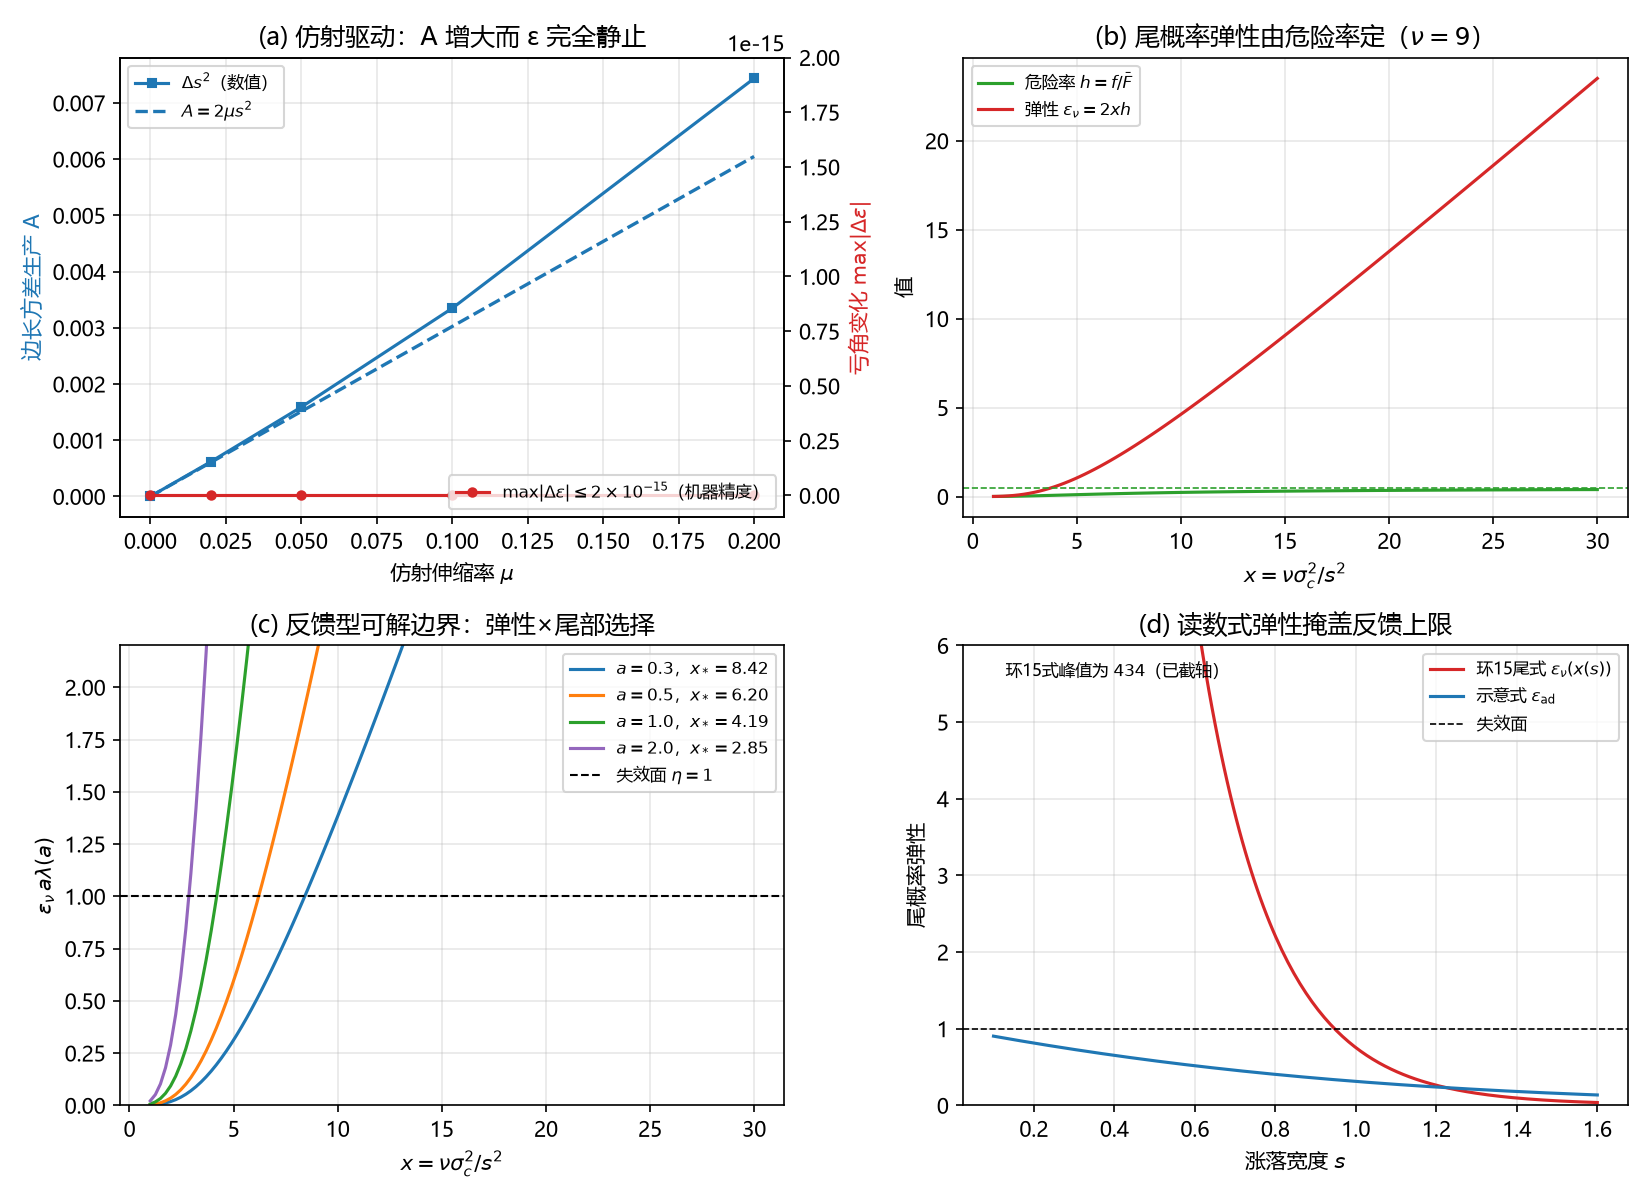 (a) 仿射驱动：A 增大而 ε 完全静止
1e-15
Δs² （数值）
A = 2μs²
0.007
0.006
0.005
0.004
0.003
0.002
0.001
0.000
边长方差生产 A
2.00
1.75
1.50
1.25
1.00
0.75
0.50
0.25
0.00
亏角变化 max|Δε|
max|Δε| ≤ 2 × 10⁻¹⁵ （机器精度）
0.000 0.025 0.050 0.075 0.100 0.125 0.150 0.175 0.200
仿射伸缩率 μ
(b) 尾概率弹性由危险率定（ν = 9）
危险率 h = f/F̄
弹性 ε_ν = 2xh
20
15
10
5
0
值
0 5 10 15 20 25 30
x = νσ_c²/s²
(c) 反馈型可解边界：弹性×尾部选择
a = 0.3， x_* = 8.42
a = 0.5， x_* = 6.20
a = 1.0， x_* = 4.19
a = 2.0， x_* = 2.85
失效面 η = 1
2.00
1.75
1.50
1.25
1.00
0.75
0.50
0.25
0.00
ε_ν aλ(a)
0 5 10 15 20 25 30
x = νσ_c²/s²
(d) 读数式弹性掩盖反馈上限
环15式峰值为 434（已截轴）
环15尾式 ε_ν(x(s))
示意式 ε_ad
失效面
6
5
4
3
2
1
0
尾概率弹性
0.2 0.4 0.6 0.8 1.0 1.2 1.4 1.6
涨落宽度 s